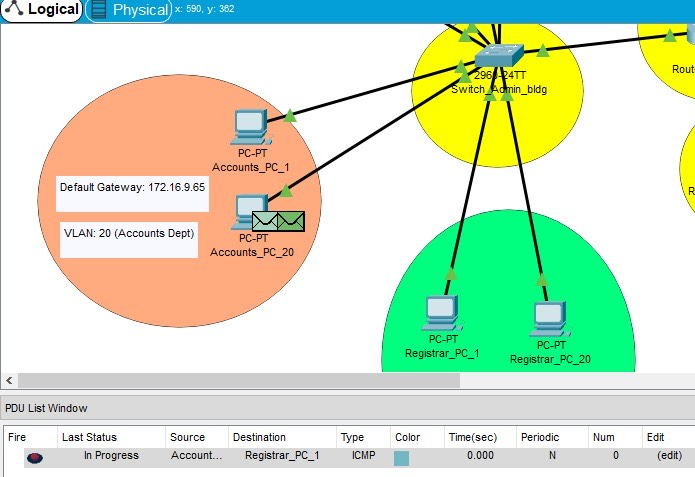 Logical
Physical x: 590, y: 362
2960-24TT
Switch_Admin_bldg
Rout
PC-PT
Accounts_PC_1
Default Gateway: 172.16.9.65
VLAN: 20 (Accounts Dept)
PC-PT
Accounts_PC_20
R
PC-PT
Registrar_PC_1
PC-PT
Registrar_PC_20
PDU List Window
Fire Last Status Source Destination Type Color Time(sec) Periodic Num Edit
In Progress Account... Registrar_PC_1 ICMP 0.000 N 0 (edit)